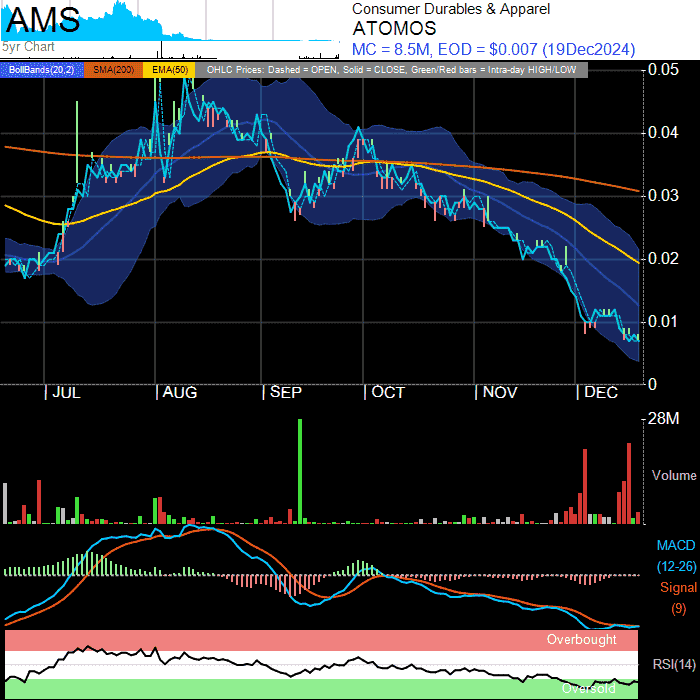 AMS
5yr Chart
Consumer Durables & Apparel
ATOMOS
MC = 8.5M, EOD = $0.007 (19Dec2024)
BollBands(20,2) SMA(200) EMA(50) OHLC Prices: Dashed = OPEN, Solid = CLOSE, Green/Red bars = Intra-day HIGH/LOW
0.05
0.04
0.03
0.02
0.01
0
JUL AUG SEP OCT NOV DEC
28M
Volume
MACD
(12-26)
Signal
(9)
Overbought
RSI(14)
Oversold